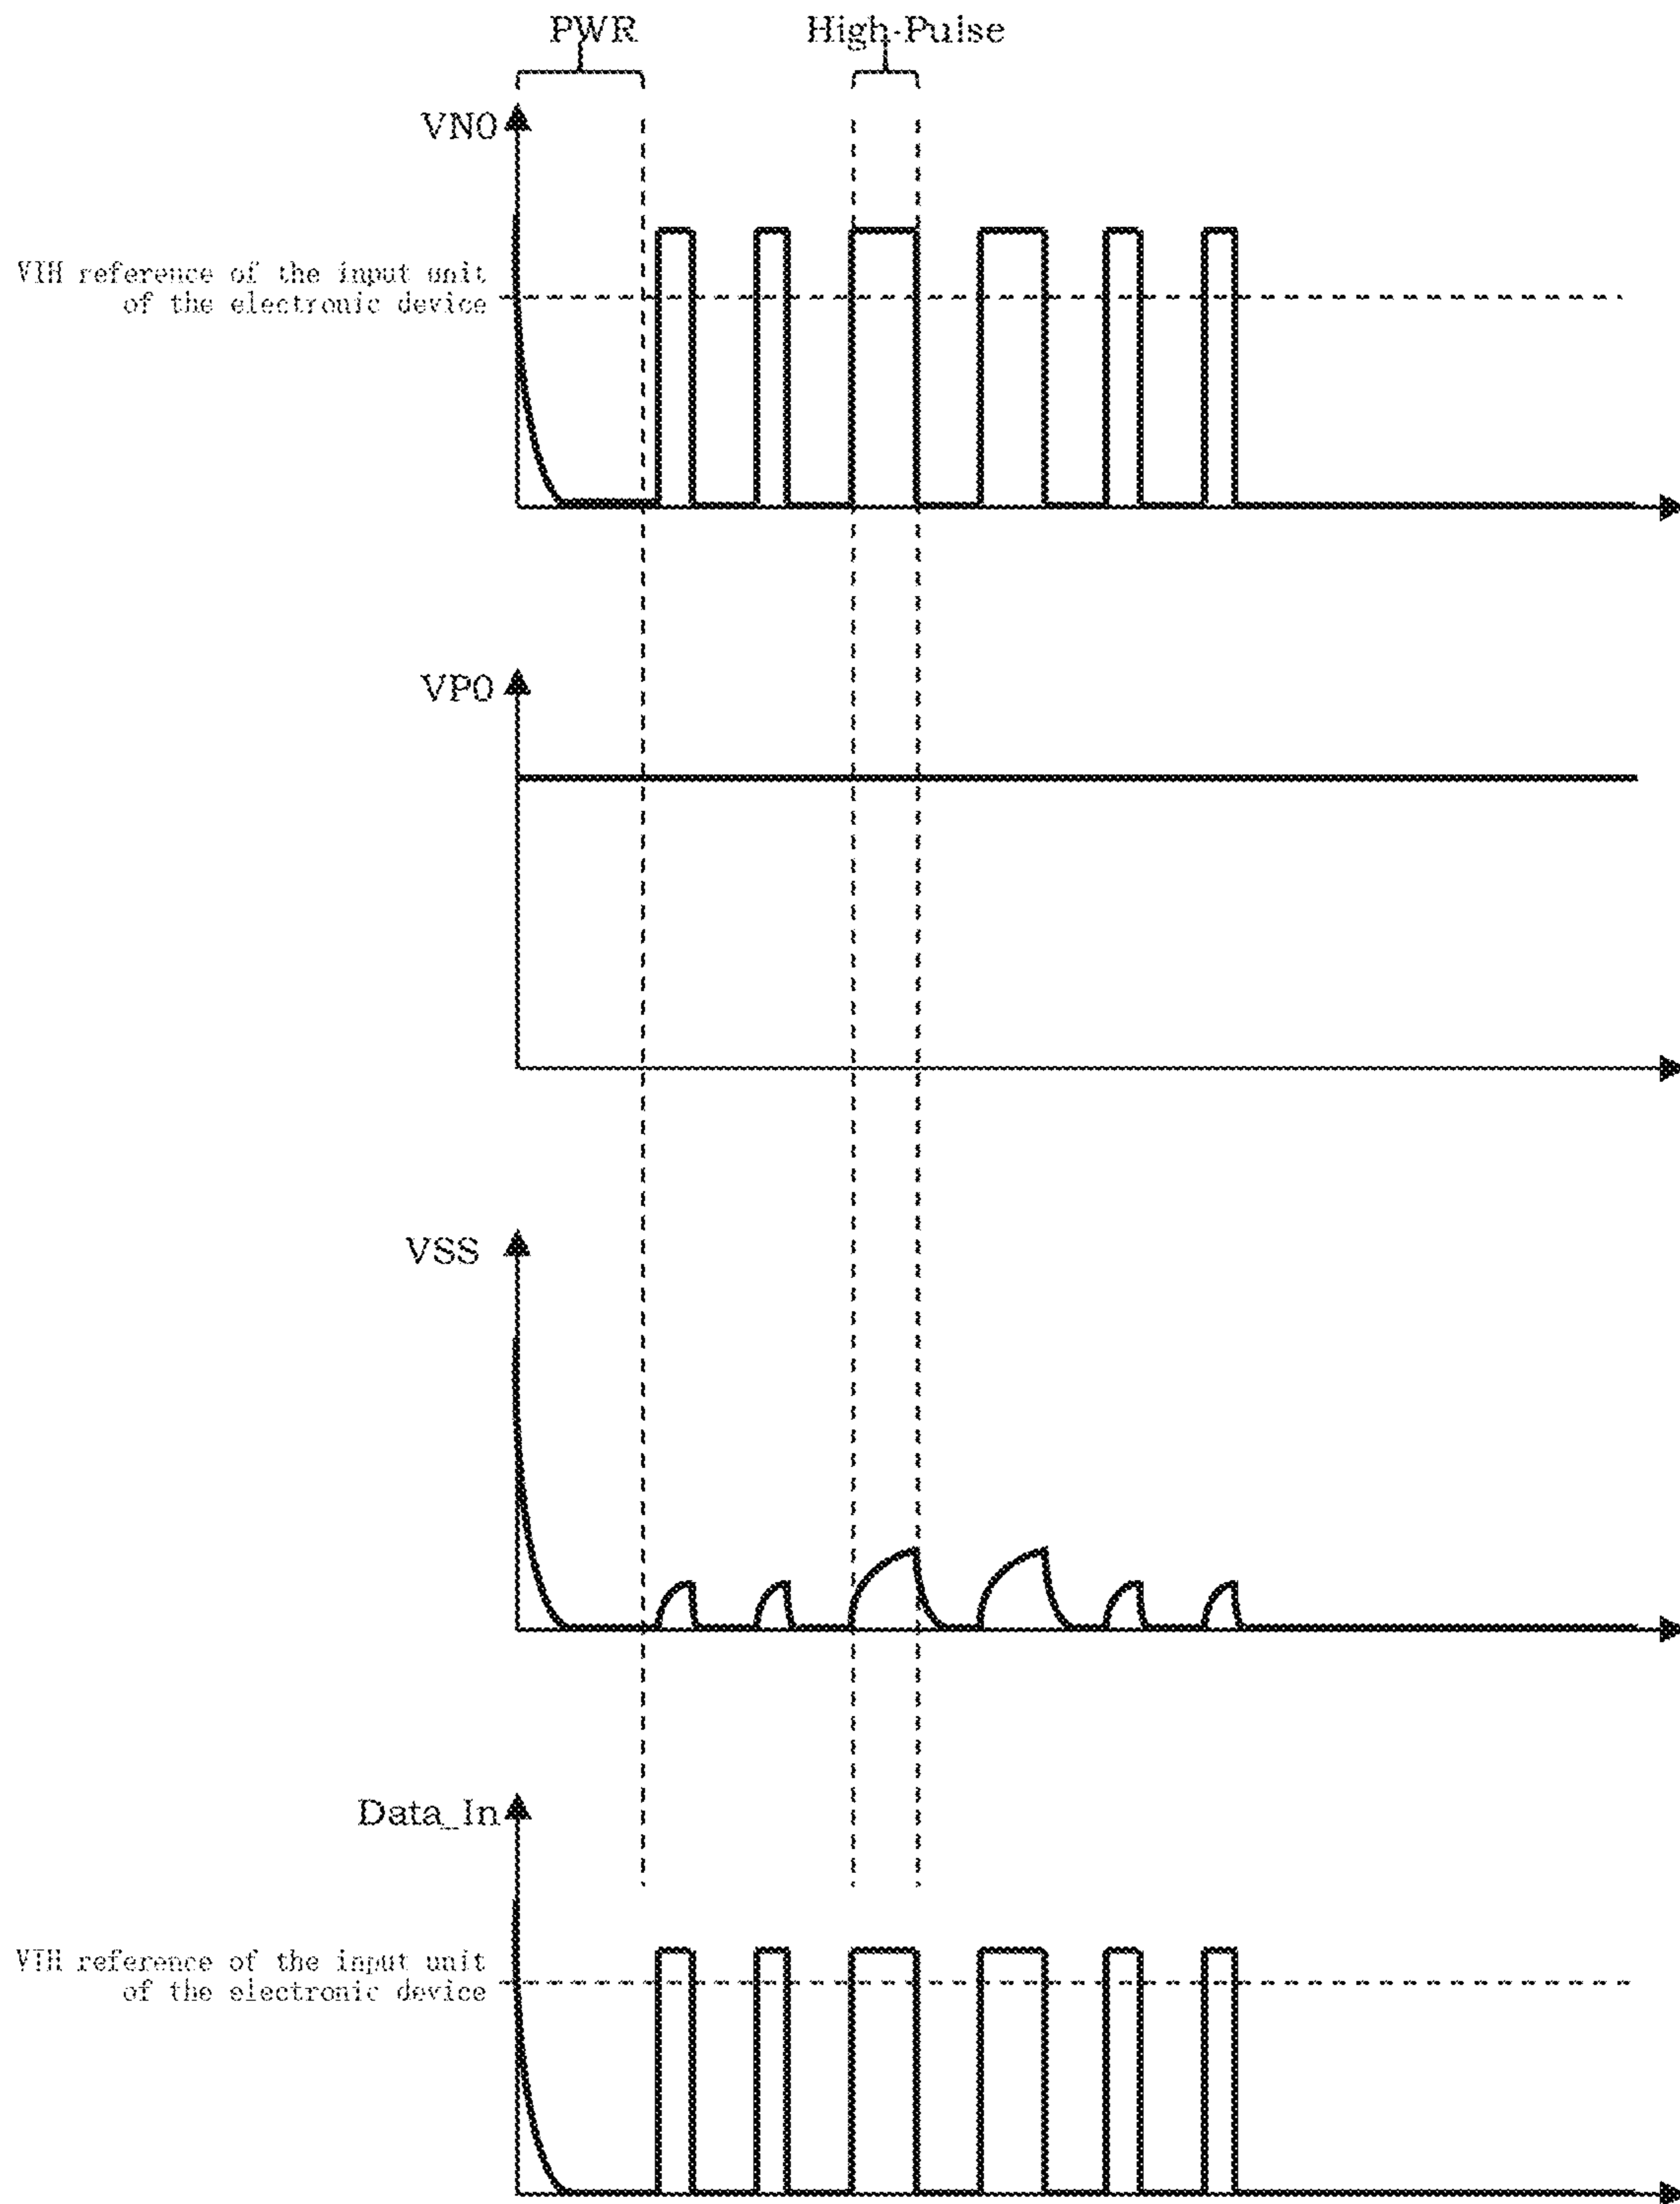 PWR High-Pulse
VN0
VIH reference of the input unit
of the electronic device
VP0
VSS
Data_In
VIH reference of the input unit
of the electronic device